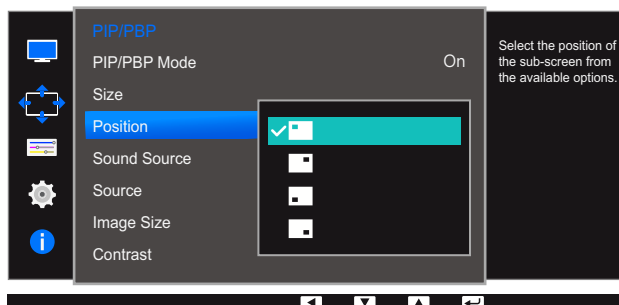 PIP/PBP
PIP/PBP Mode On
Size
Position
Sound Source
Source
Image Size
Contrast
Select the position of
the sub-screen from
the available options.